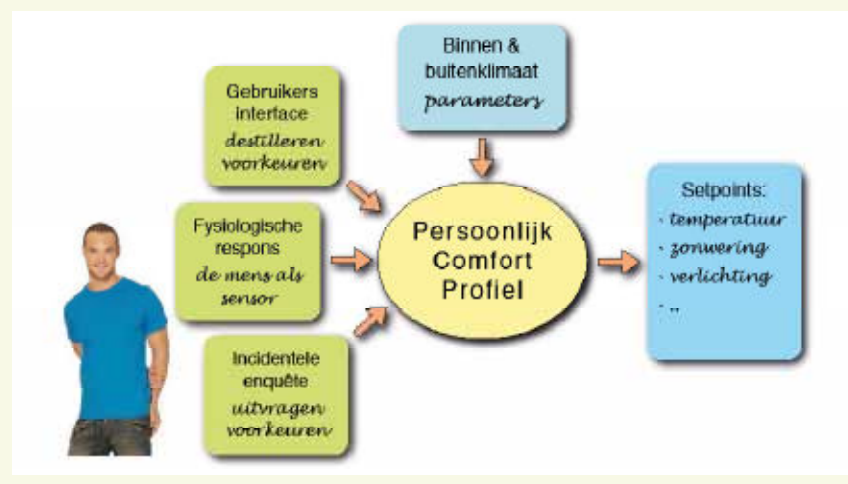 Binnen &
buitenklimaat
parameters
Gebruikers
interface
destilleren
voorkeuren
Fysiologische
respons
de mens als
sensor
Incidentele
enquête
uitvragen
voorkeuren
Persoonlijk
Comfort
Profiel
Setpoints:
- temperatuur
- zonwering
- verlichting
- ..